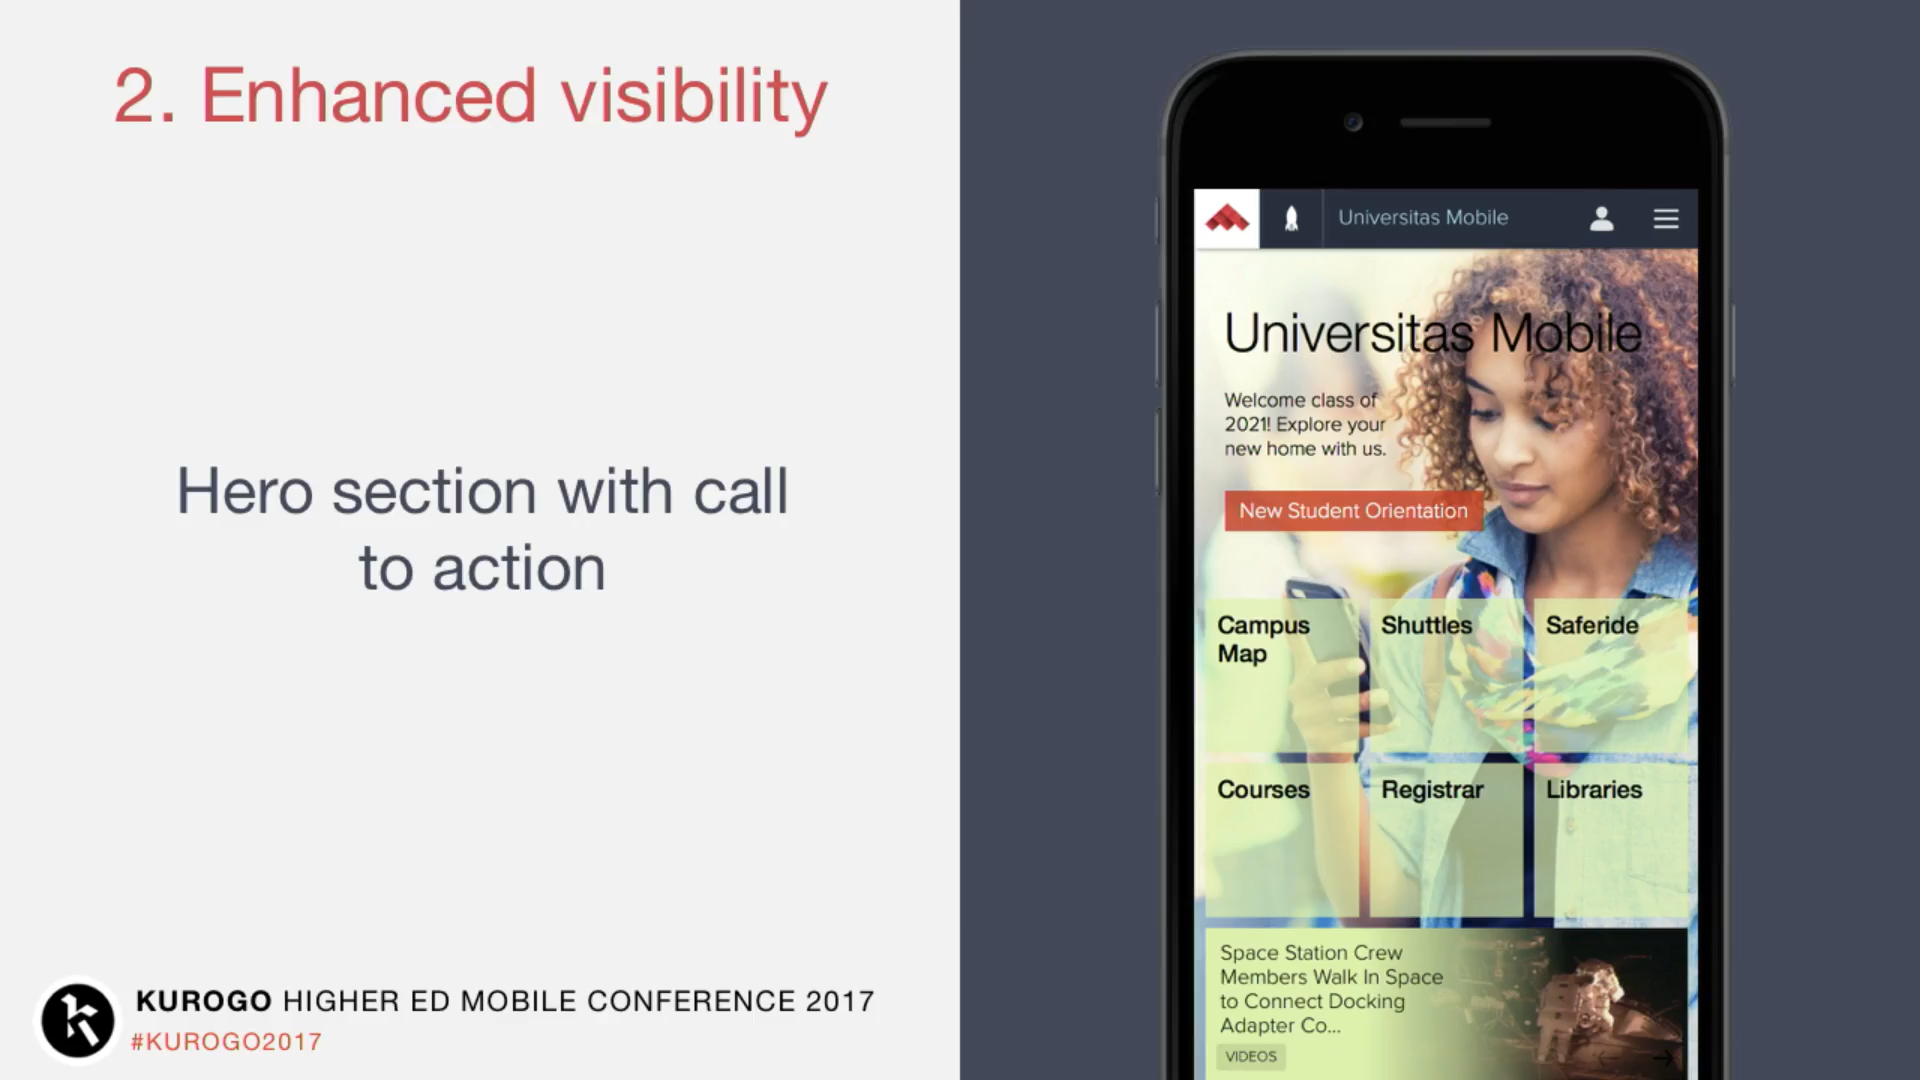 2. Enhanced visibility
Hero section with call
to action
KUROGO HIGHER ED MOBILE CONFERENCE 2017
#KUROGO2017
Universitas Mobile
Universitas Mobile
Welcome class of
2021! Explore your
new home with us.
New Student Orientation
Campus
Map
Shuttles
Saferide
Courses
Registrar
Libraries
Space Station Crew
Members Walk In Space
to Connect Docking
Adapter Co...
VIDEOS